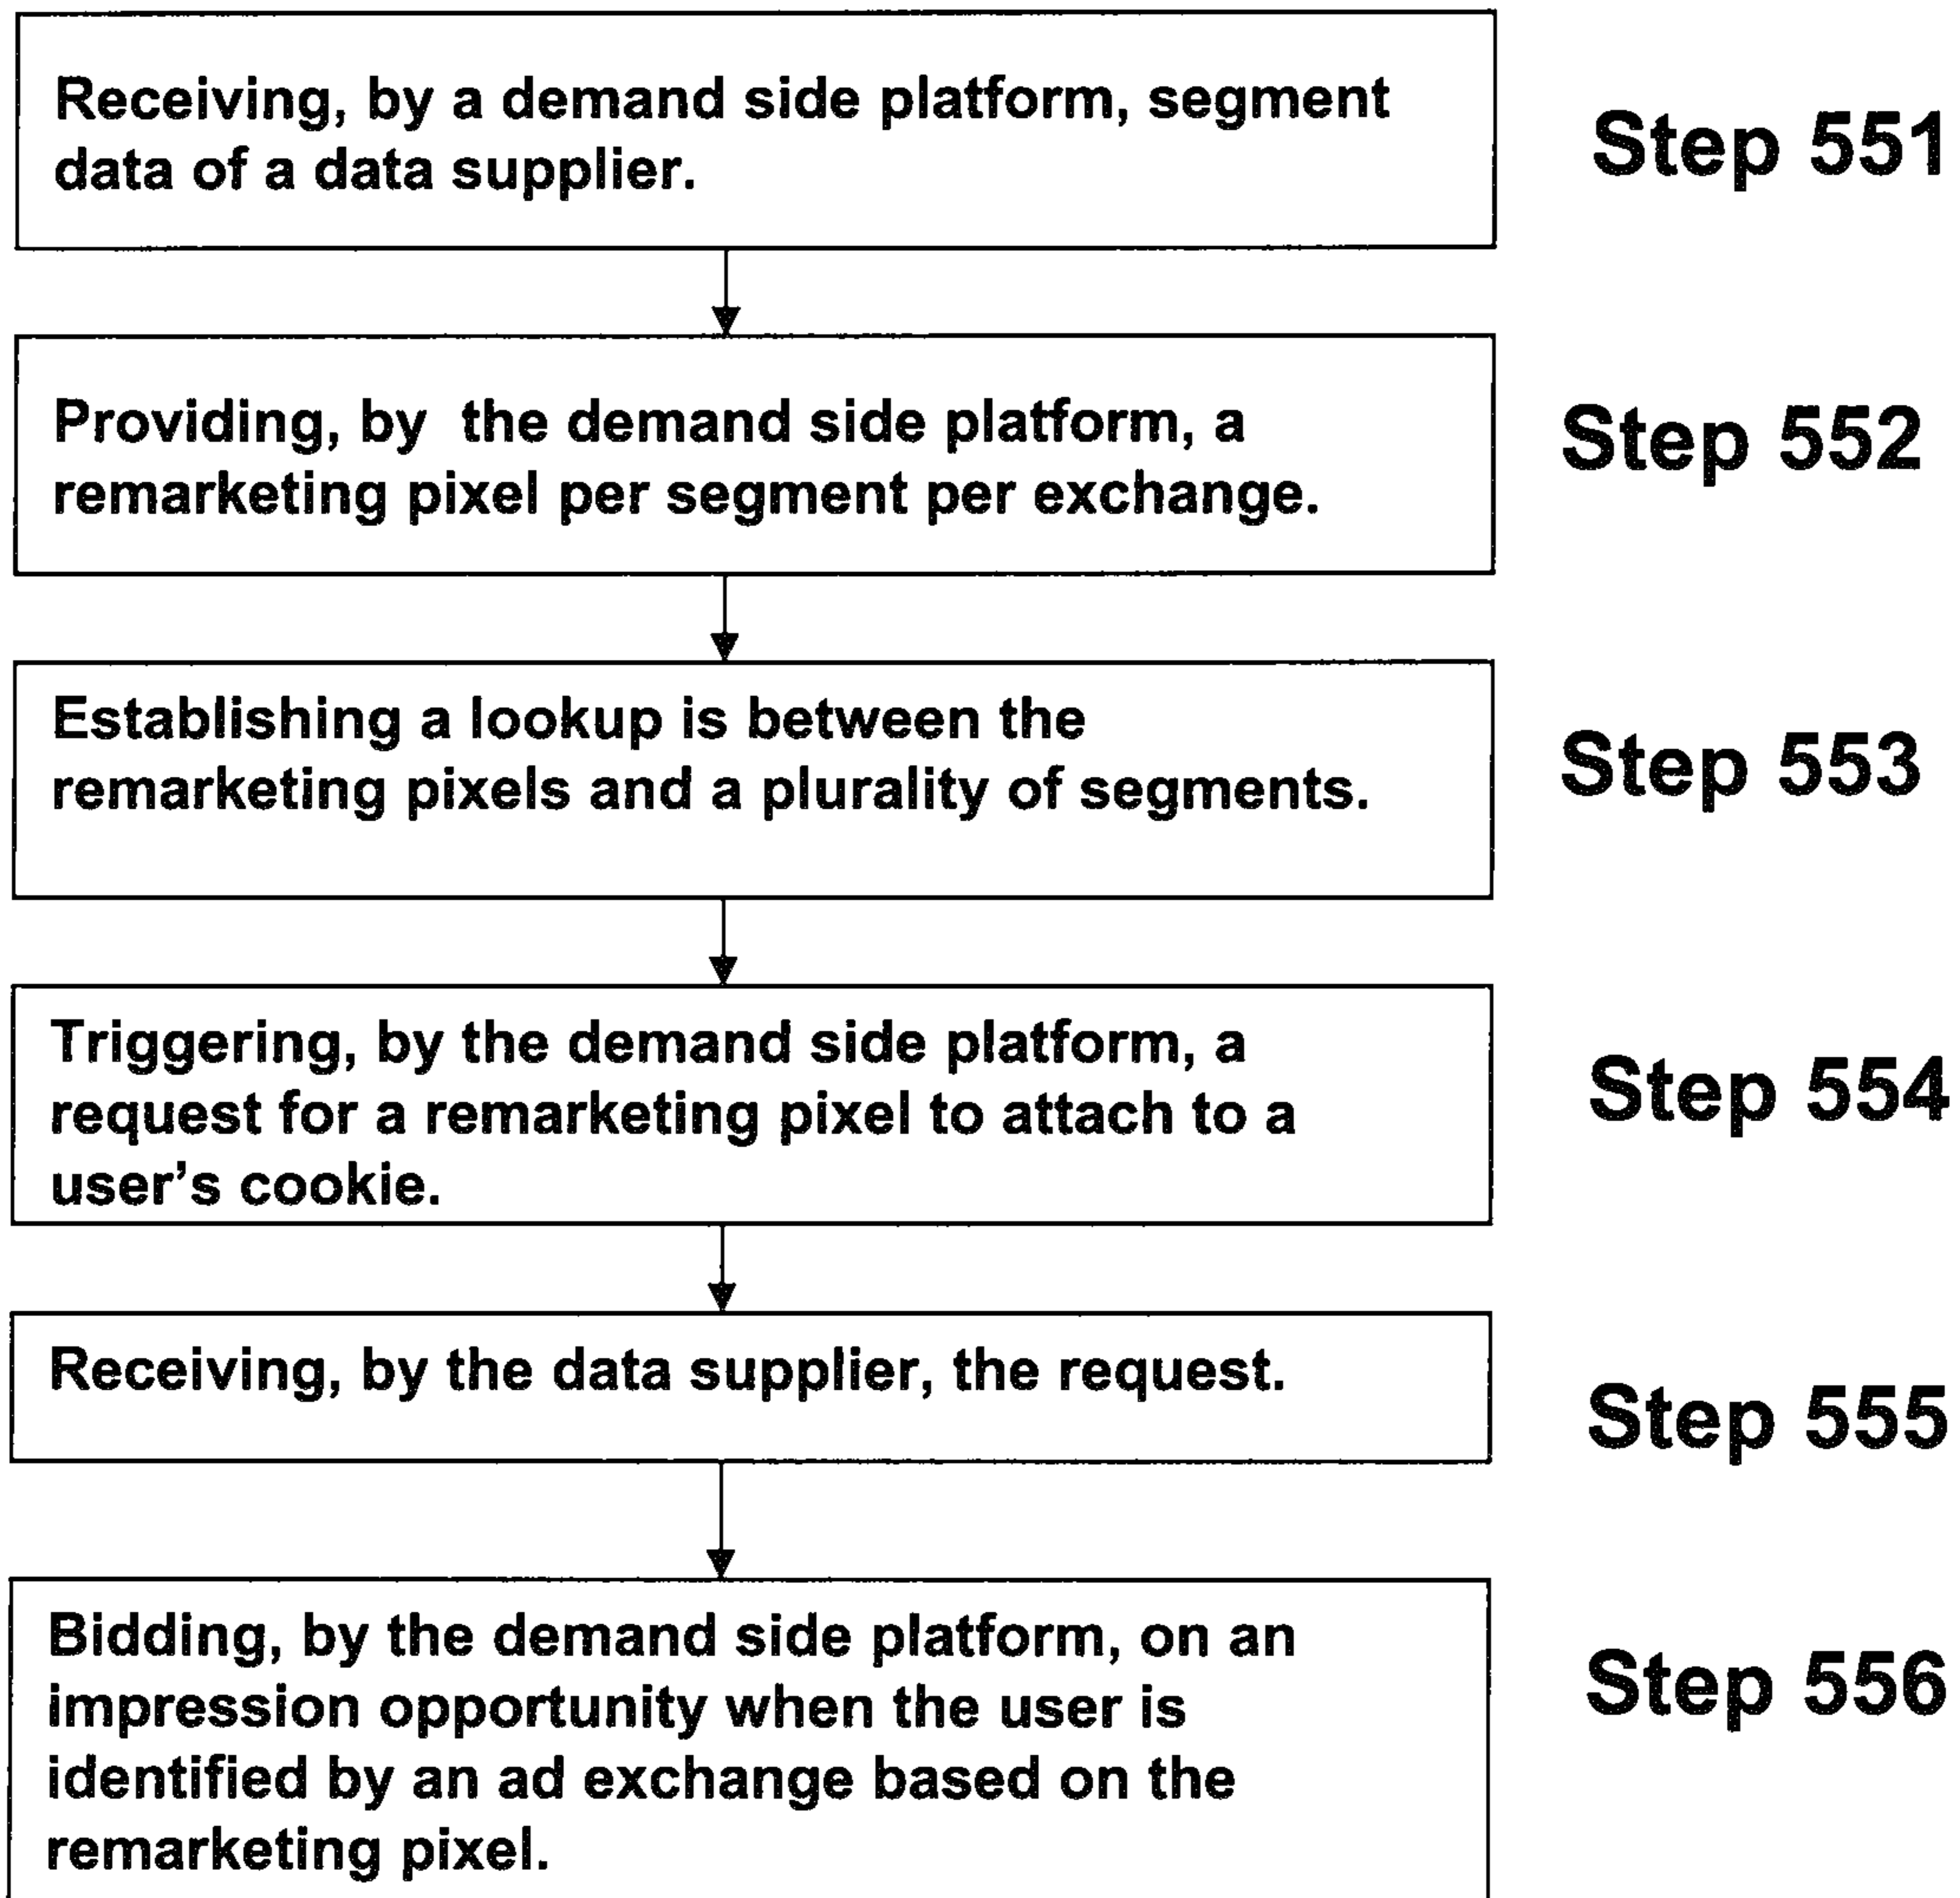 Receiving, by a demand side platform, segment
data of a data supplier.
Step 551
Providing, by the demand side platform, a
remarketing pixel per segment per exchange.
Step 552
Establishing a lookup is between the
remarketing pixels and a plurality of segments.
Step 553
Triggering, by the demand side platform, a
request for a remarketing pixel to attach to a
user's cookie.
Step 554
Receiving, by the data supplier, the request.
Step 555
Bidding, by the demand side platform, on an
impression opportunity when the user is
identified by an ad exchange based on the
remarketing pixel.
Step 556